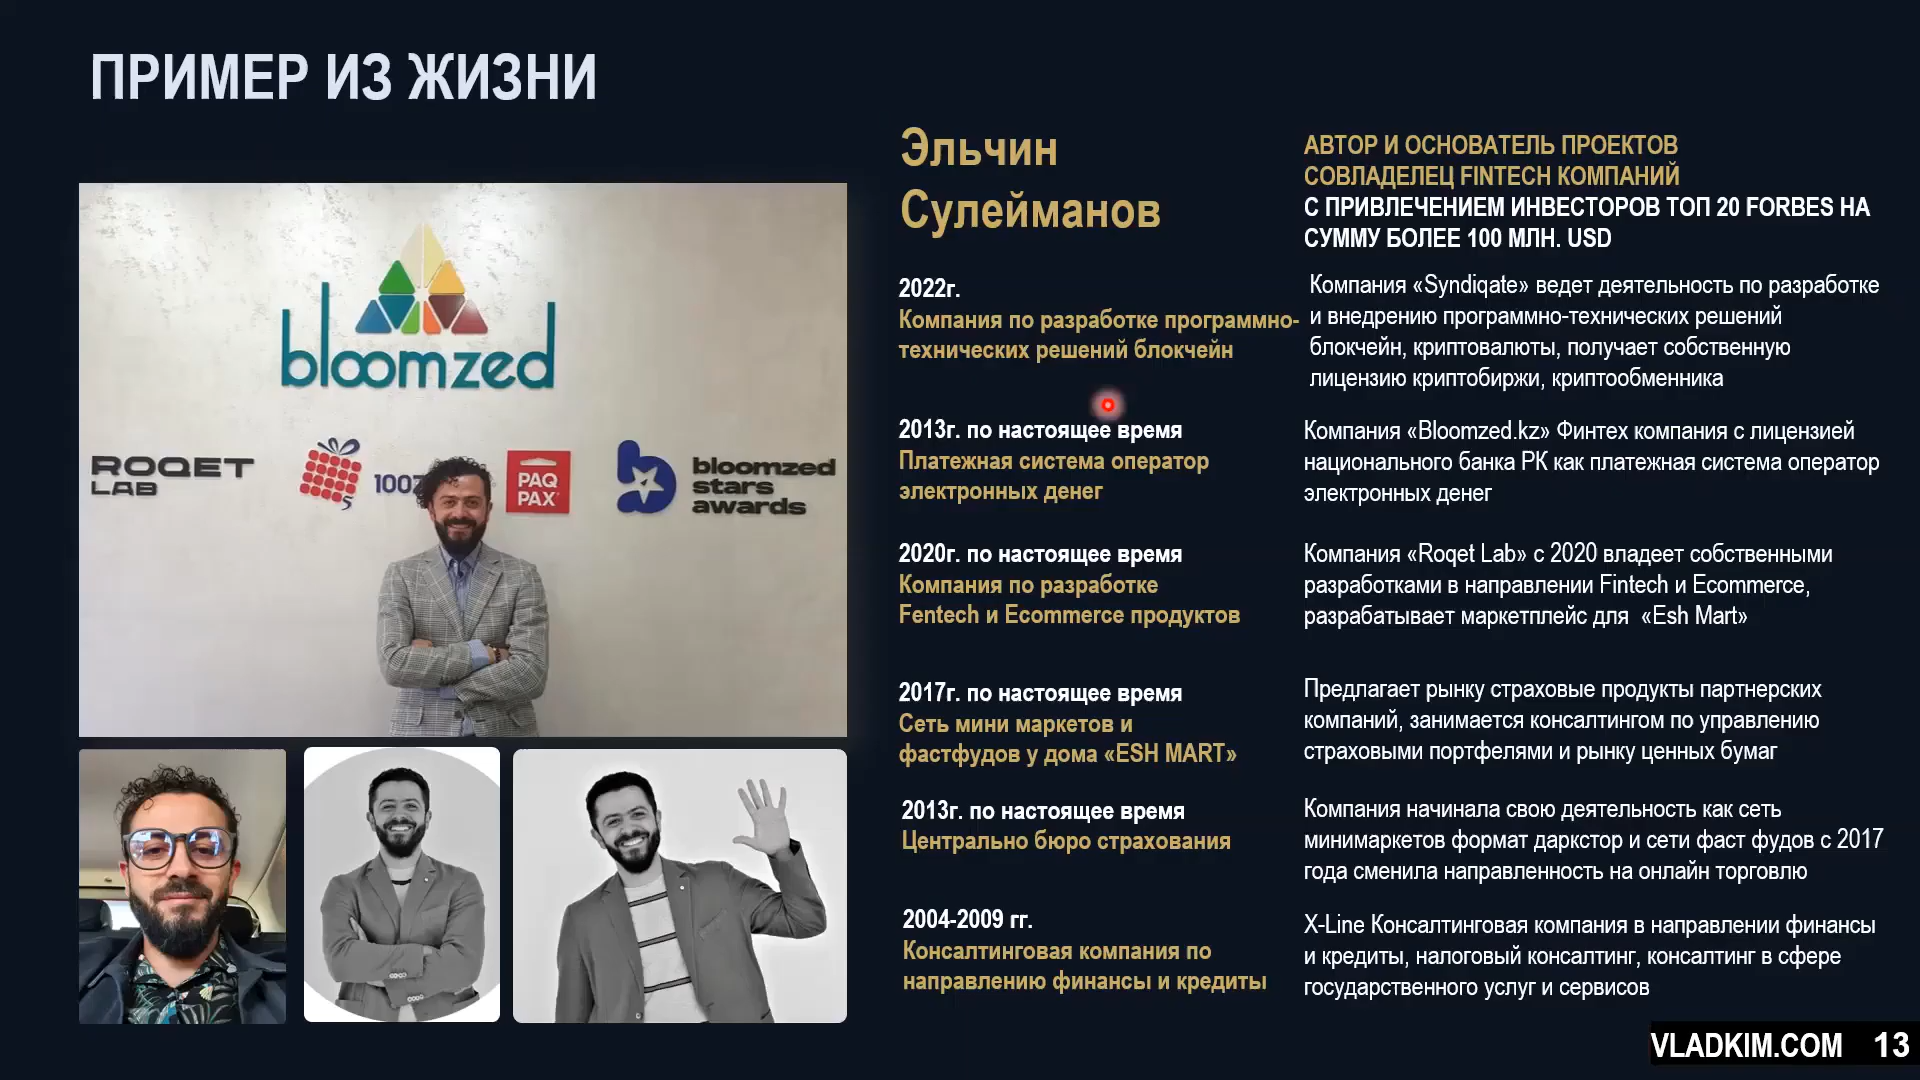 ПРИМЕР ИЗ ЖИЗНИ
bloomzed
ROQET
LAB
PAQ
PAX
bloomzed
stars
awards
Эльчин
Сулейманов
АВТОР И ОСНОВАТЕЛЬ ПРОЕКТОВ
СОВЛАДЕЛЕЦ FINTECH КОМПАНИЙ
С ПРИВЛЕЧЕНИЕМ ИНВЕСТОРОВ ТОП 20 FORBES НА
СУММУ БОЛЕЕ 100 МЛН. USD
2022г.
Компания по разработке программно-
технических решений блокчейн
Компания «Syndiqate» ведет деятельность по разработке
и внедрению программно-технических решений
блокчейн, криптовалюты, получает собственную
лицензию криптобиржи, криптообменника
2013г. по настоящее время
Платежная система оператор
электронных денег
Компания «Bloomzed.kz» Финтех компания с лицензией
национального банка РК как платежная система оператор
электронных денег
2020г. по настоящее время
Компания по разработке
Fentech и Ecommerce продуктов
Компания «Roqet Lab» с 2020 владеет собственными
разработками в направлении Fintech и Ecommerce,
разрабатывает маркетплейс для «Esh Mart»
2017г. по настоящее время
Сеть мини маркетов и
фастфудов у дома «ESH MART»
Предлагает рынку страховые продукты партнерских
компаний, занимается консалтингом по управлению
страховыми портфелями и рынку ценных бумаг
2013г. по настоящее время
Центрально бюро страхования
Компания начинала свою деятельность как сеть
минимаркетов формат даркстор и сети фаст фудов с 2017
года сменила направленность на онлайн торговлю
2004-2009 гг.
Консалтинговая компания по
направлению финансы и кредиты
X-Line Консалтинговая компания в направлении финансы
и кредиты, налоговый консалтинг, консалтинг в сфере
государственного услуг и сервисов
VLADKIM.COM 13